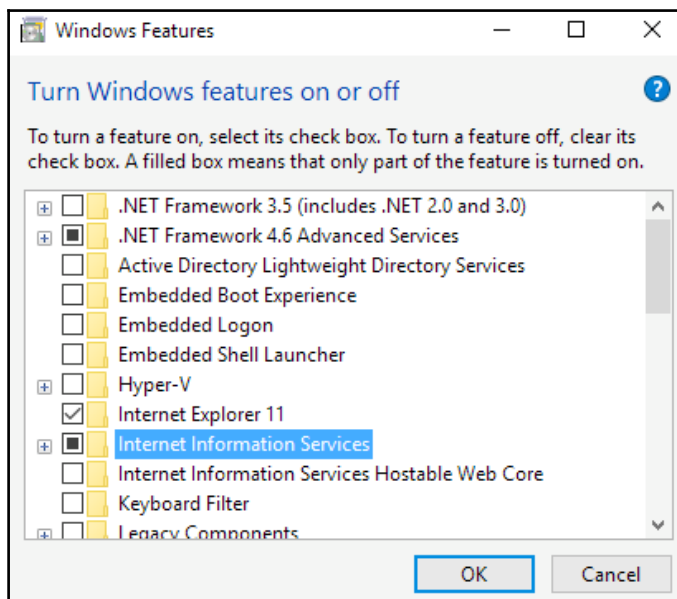 Windows Features
Turn Windows features on or off
?
To turn a feature on, select its check box. To turn a feature off, clear its
check box. A filled box means that only part of the feature is turned on.
.NET Framework 3.5 (includes .NET 2.0 and 3.0)
.NET Framework 4.6 Advanced Services
Active Directory Lightweight Directory Services
Embedded Boot Experience
Embedded Logon
Embedded Shell Launcher
Hyper-V
Internet Explorer 11
Internet Information Services
Internet Information Services Hostable Web Core
Keyboard Filter
Legacy Components
OK Cancel